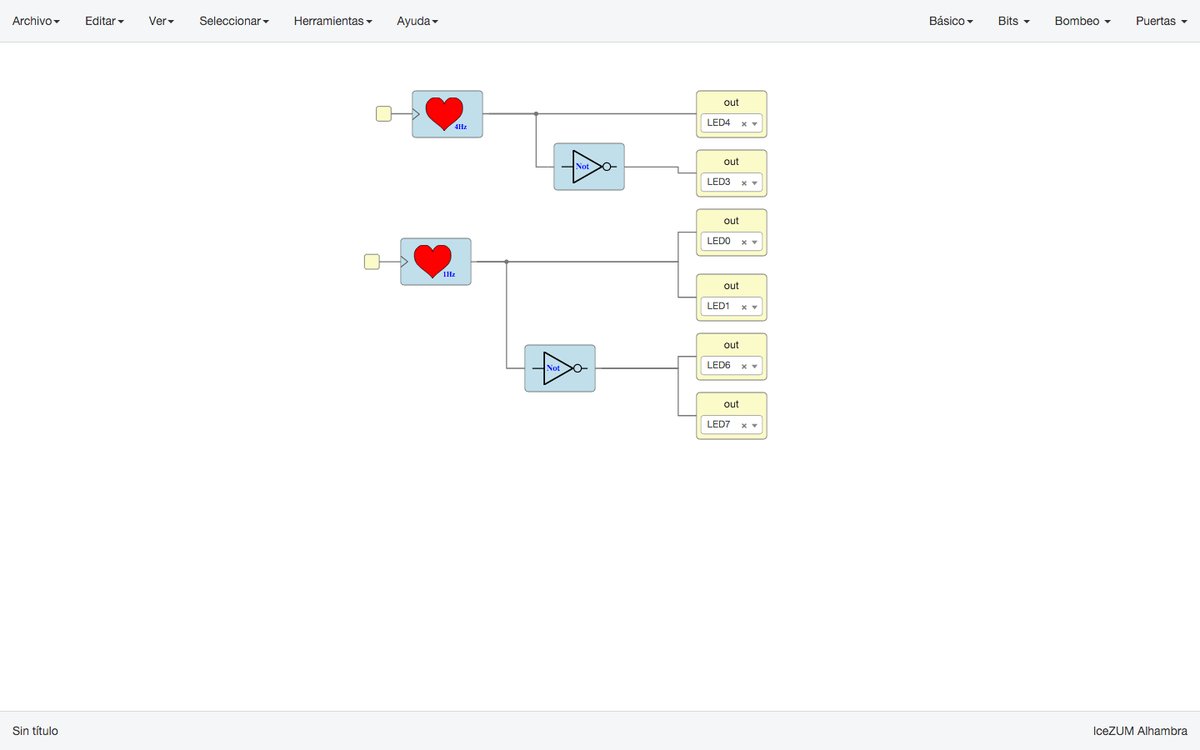 Archivo Editar Ver Seleccionar Herramientas Ayuda Básico Bits Bombeo Puertas
4Hz
out
LED4
Not
out
LED3
out
LED0
1Hz
out
LED1
out
LED6
Not
out
LED7
Sin título IceZUM Alhambra